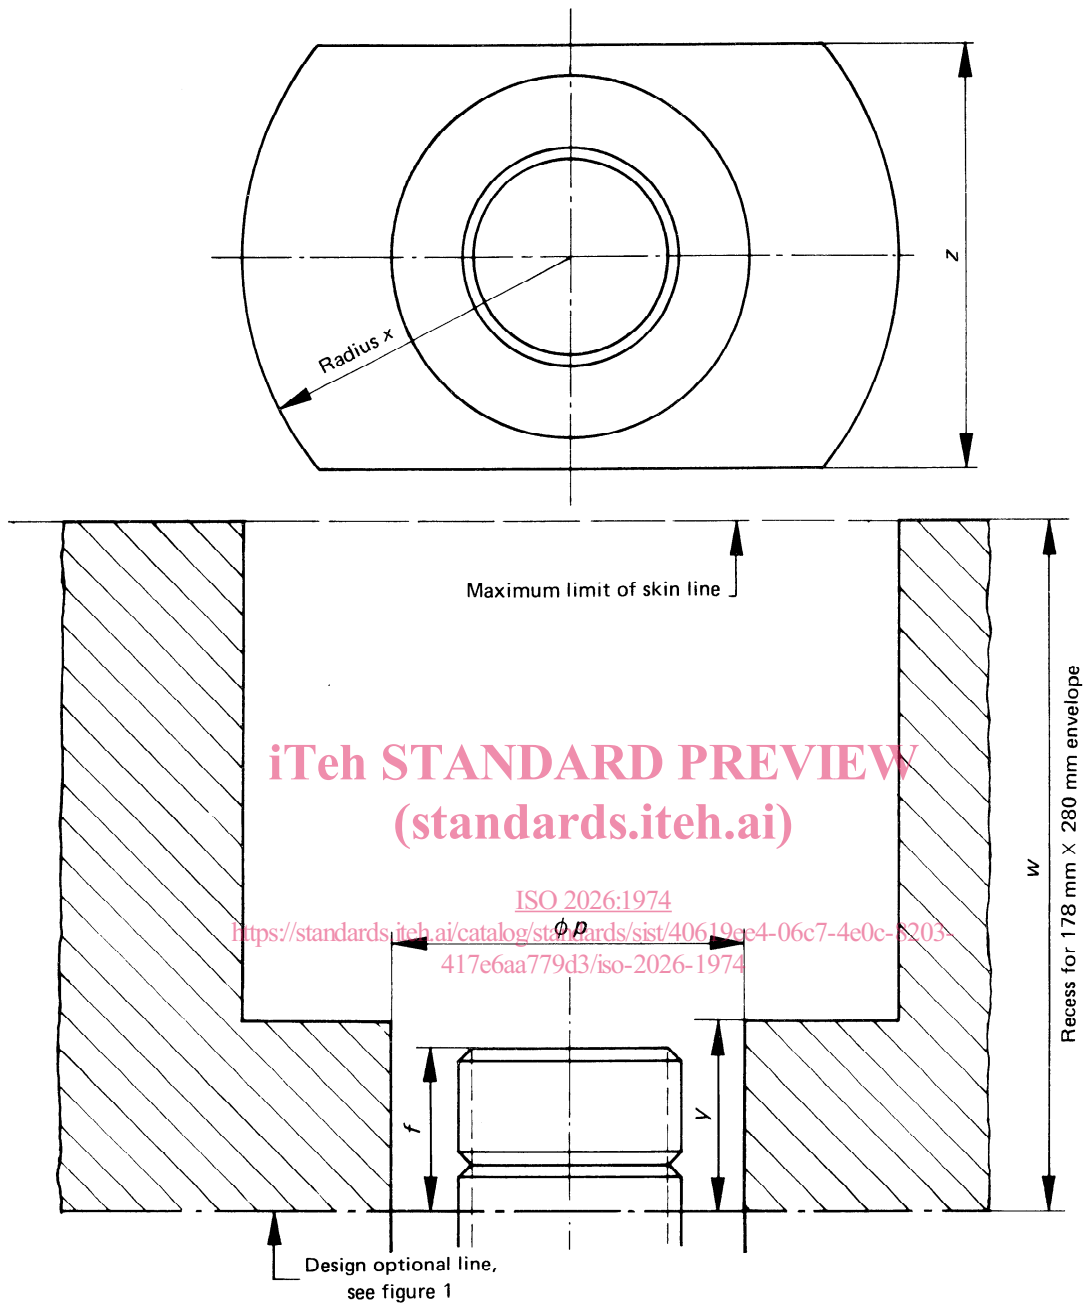 z
Radius x
Maximum limit of skin line
iTeh STANDARD PREVIEW
(standards.iteh.ai)
ISO 2026:1974
ϕ p
https://standards.iteh.ai/catalog/standards/sist/40619ee4-06c7-4e0c-8203-
417e6aa779d3/iso-2026-1974
w
Recess for 178 mm X 280 mm envelope
f
y
Design optional line,
see figure 1